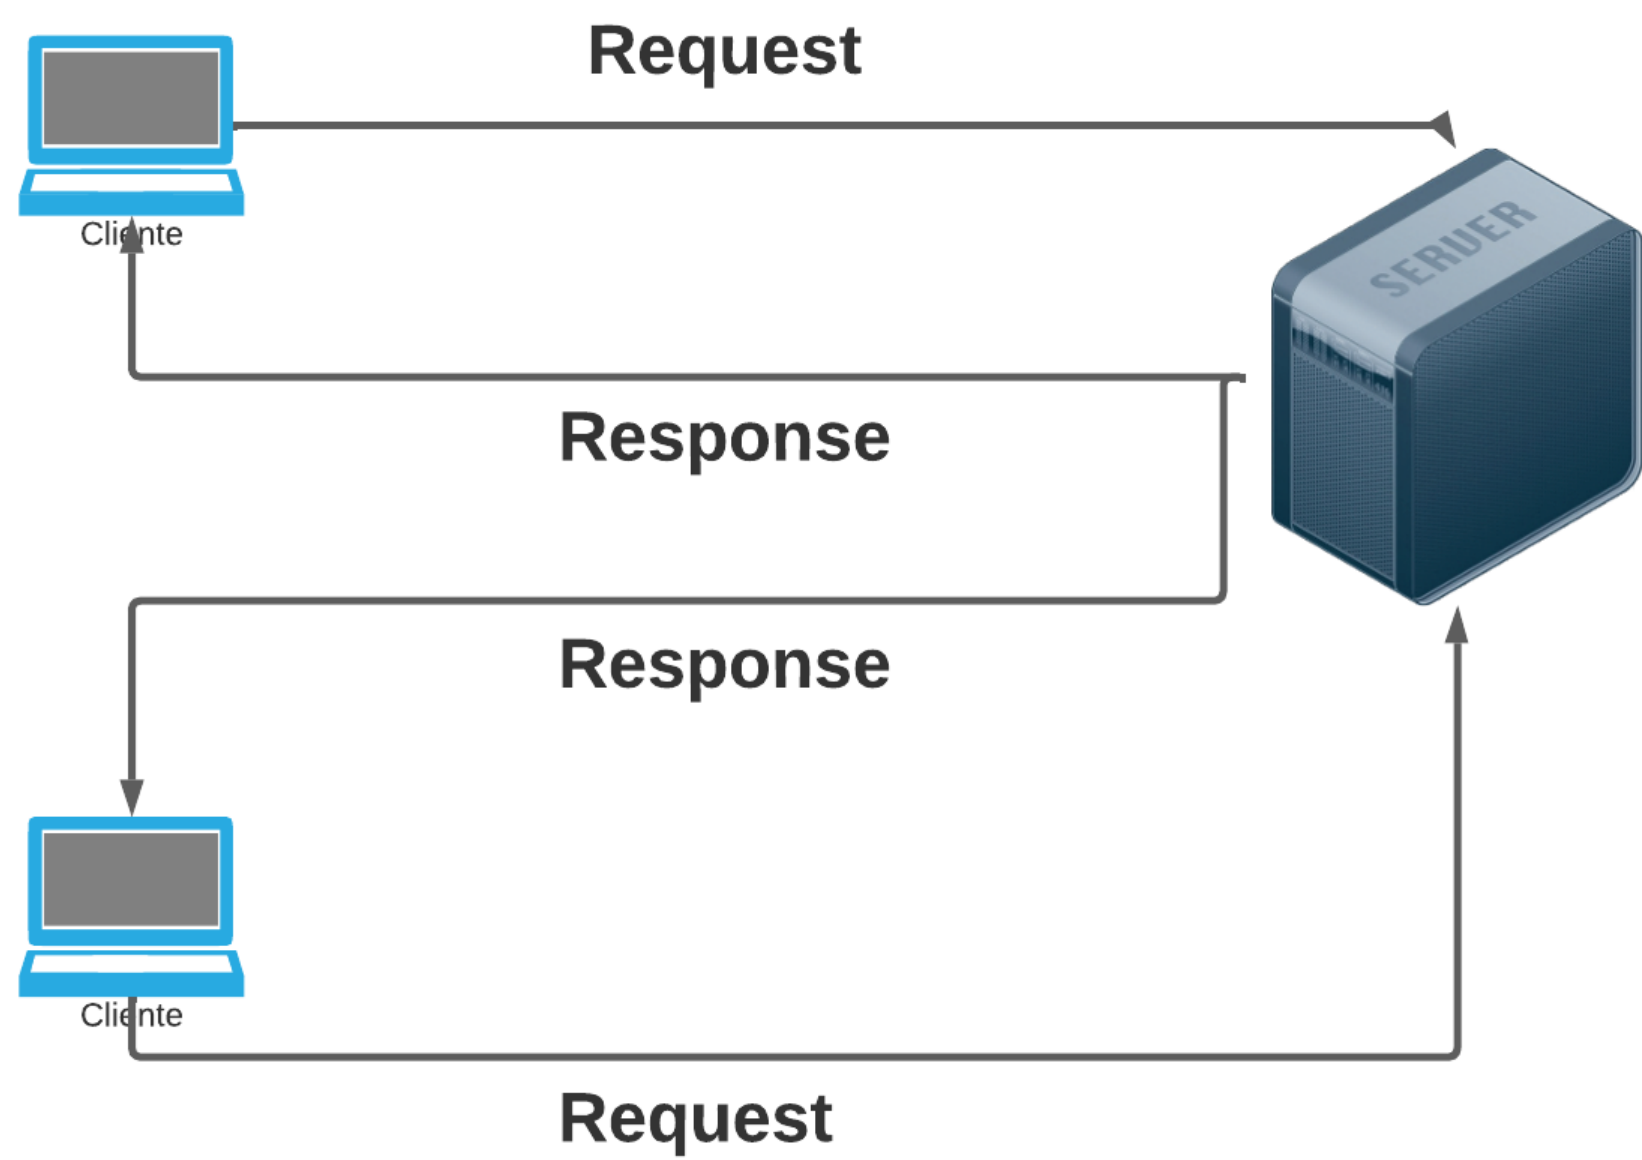 Request
Cliente
SERVER
Response
Response
Cliente
Request